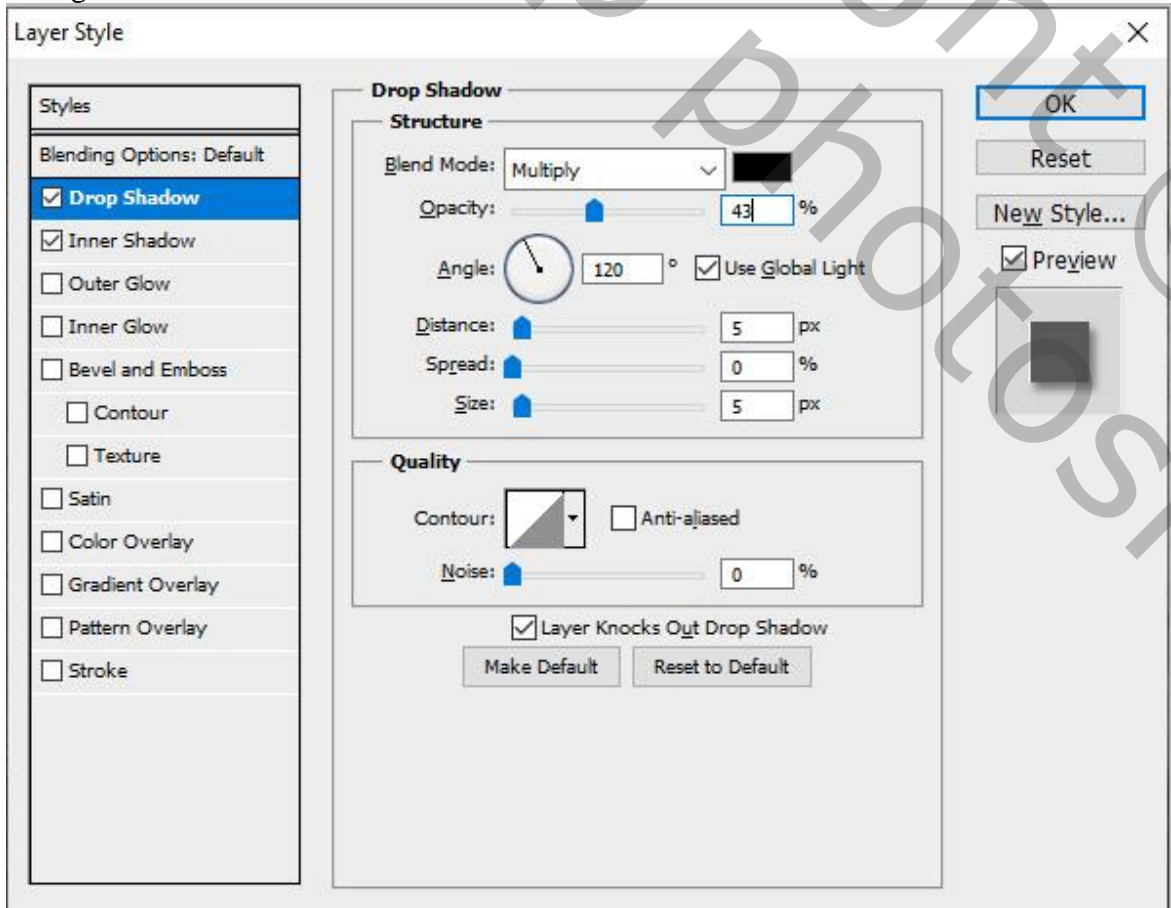 Layer Style
Styles
Blending Options: Default
Drop Shadow
Inner Shadow
Outer Glow
Inner Glow
Bevel and Emboss
Contour
Texture
Satin
Color Overlay
Gradient Overlay
Pattern Overlay
Stroke
Drop Shadow
Structure
Blend Mode: Multiply
Opacity: 43 %
Angle: 120 ° Use Global Light
Distance: 5 px
Spread: 0 %
Size: 5 px
Quality
Contour: Anti-aliased
Noise: 0 %
Layer Knocks Out Drop Shadow
Make Default Reset to Default
OK
Reset
New Style...
Preview